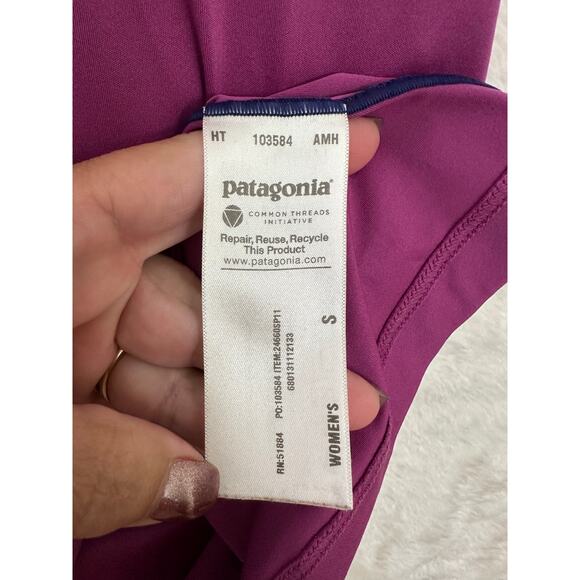 HT 103584 AMH
patagonia®
COMMON THREADS
INITIATIVE
Repair, Reuse, Recycle
This Product
www.patagonia.com
RN:51884 PO:103584 ITEM:24660SP11
680131112133
WOMEN'S S